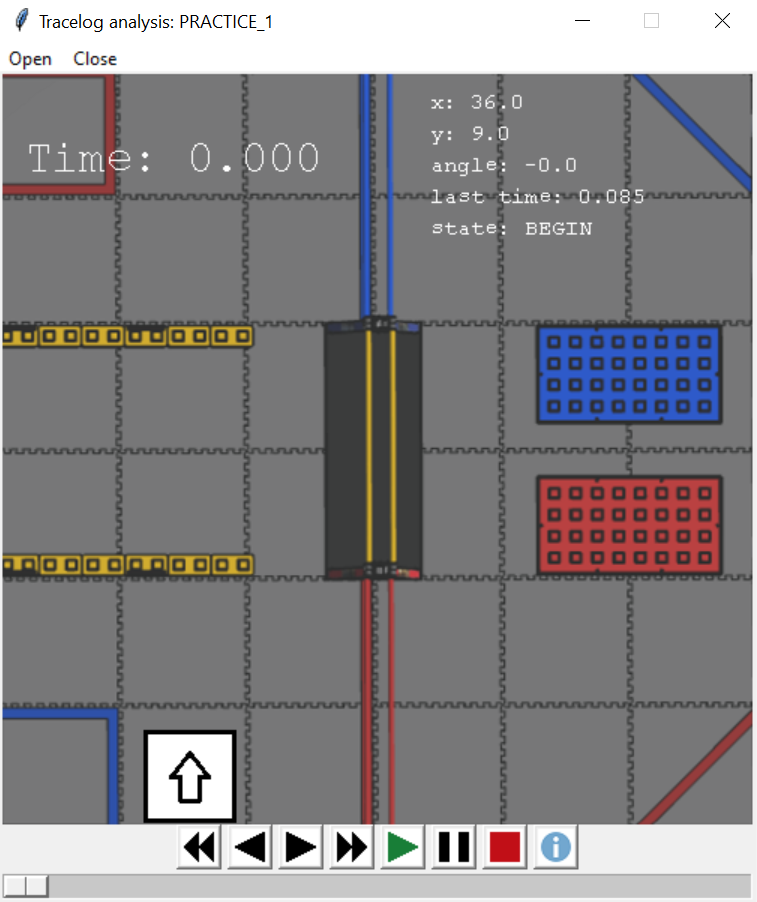 Tracelog analysis: PRACTICE_1
Open Close
x: 36.0
y: 9.0
Time: 0.000
angle: -0.0
last time: 0.085
state: BEGIN